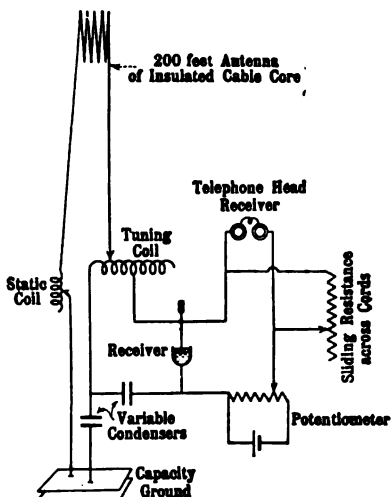 200 feet Antenna
of Insulated Cable Core
Telephone Head
Receiver
Tuning
Coil
Static
Coil
Receiver
Sliding Resistance
across Cords
Variable
Condensers
Potentiometer
Capacity
Ground